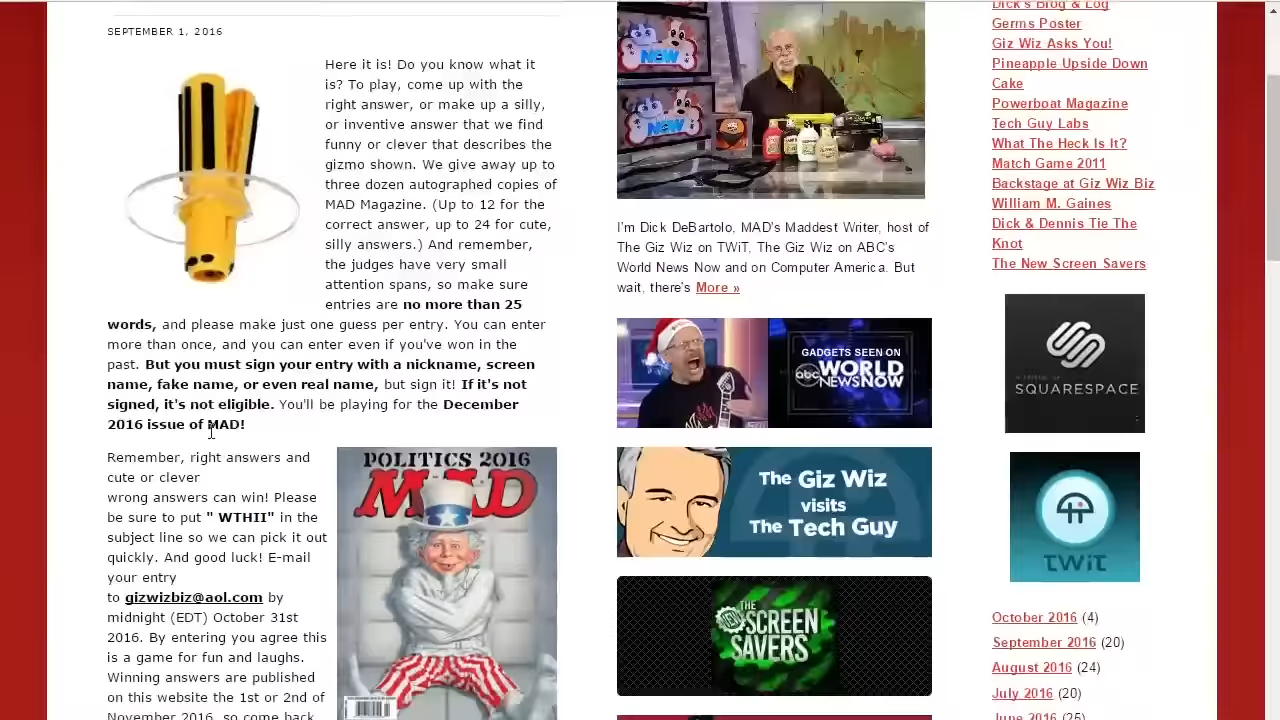 SEPTEMBER 1, 2016
Here it is! Do you know what it
is? To play, come up with the
right answer, or make up a silly,
or inventive answer that we find
funny or clever that describes the
gizmo shown. We give away up to
three dozen autographed copies of
MAD Magazine. (Up to 12 for the
correct answer, up to 24 for cute,
silly answers.) And remember,
the judges have very small
attention spans, so make sure
entries are no more than 25
words, and please make just one guess per entry. You can enter
more than once, and you can enter even if you've won in the
past. But you must sign your entry with a nickname, screen
name, fake name, or even real name, but sign it! If it's not
signed, it's not eligible. You'll be playing for the December
2016 issue of MAD!
Remember, right answers and
cute or clever
wrong answers can win! Please
be sure to put " WTHII" in the
subject line so we can pick it out
quickly. And good luck! E-mail
your entry
to gizwizbiz@aol.com by
midnight (EDT) October 31st
2016. By entering you agree this
is a game for fun and laughs.
Winning answers are published
on this website the 1st or 2nd of
November 2016, so come back
POLITICS 2016
MAD
NOW
NOW
I'm Dick DeBartolo, MAD's Maddest Writer, host of
The Giz Wiz on TWiT, The Giz Wiz on ABC's
World News Now and on Computer America. But
wait, there's More »
GADGETS SEEN ON
abc WORLD
NEWS NOW
The Giz Wiz
visits
The Tech Guy
THE
NEW SCREEN
SAVERS
Dick's Blog & Log
Germs Poster
Giz Wiz Asks You!
Pineapple Upside Down
Cake
Powerboat Magazine
Tech Guy Labs
What The Heck Is It?
Match Game 2011
Backstage at Giz Wiz Biz
William M. Gaines
Dick & Dennis Tie The
Knot
The New Screen Savers
SQUARESPACE
TWiT
October 2016 (4)
September 2016 (20)
August 2016 (24)
July 2016 (20)
June 2016 (25)